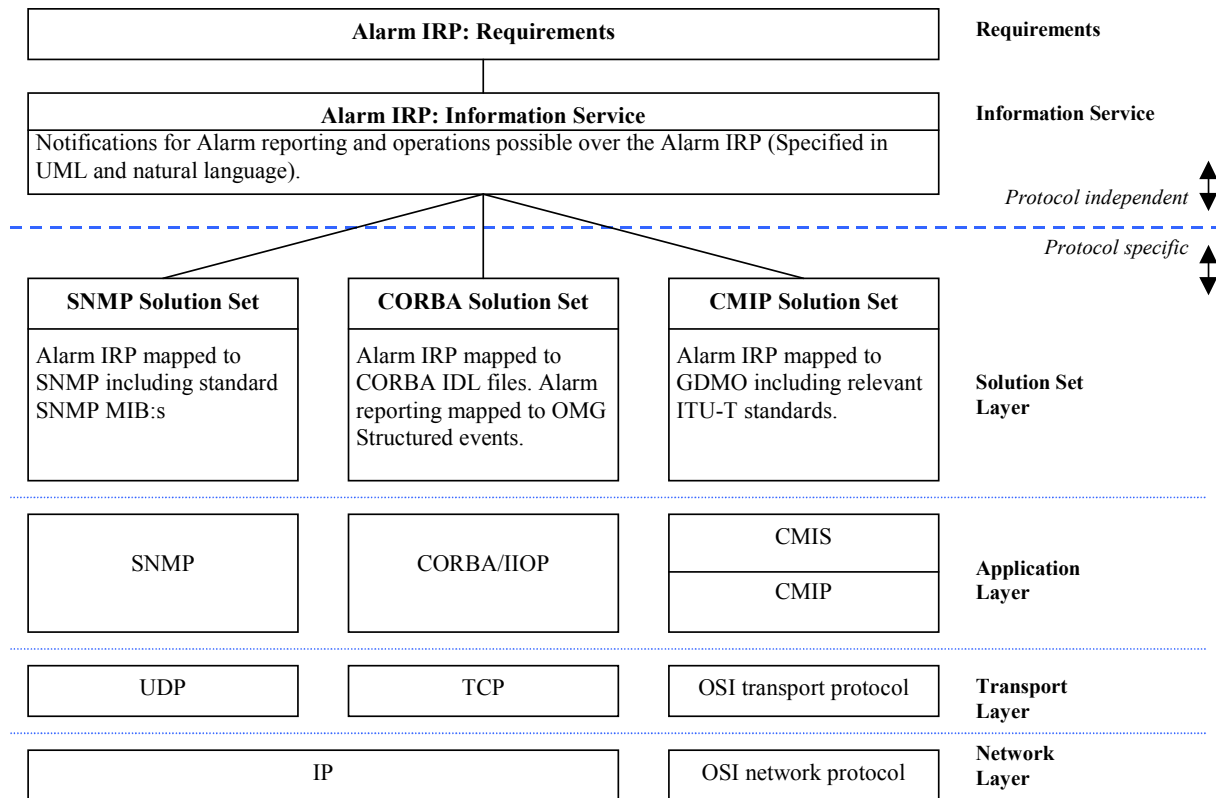 Alarm IRP: Requirements
Requirements
Alarm IRP: Information Service
Information Service
Notifications for Alarm reporting and operations possible over the Alarm IRP (Specified in
UML and natural language).
Protocol independent
Protocol specific
SNMP Solution Set
Alarm IRP mapped to
SNMP including standard
SNMP MIB:s
CORBA Solution Set
Alarm IRP mapped to
CORBA IDL files. Alarm
reporting mapped to OMG
Structured events.
CMIP Solution Set
Alarm IRP mapped to
GDMO including relevant
ITU-T standards.
Solution Set
Layer
SNMP
CORBA/IIOP
CMIS
CMIP
Application
Layer
UDP
TCP
OSI transport protocol
Transport
Layer
IP
OSI network protocol
Network
Layer